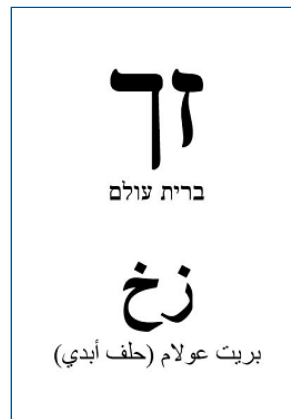 זך
ברית עולם
زخ
بريت عولام (حلف أبدي)